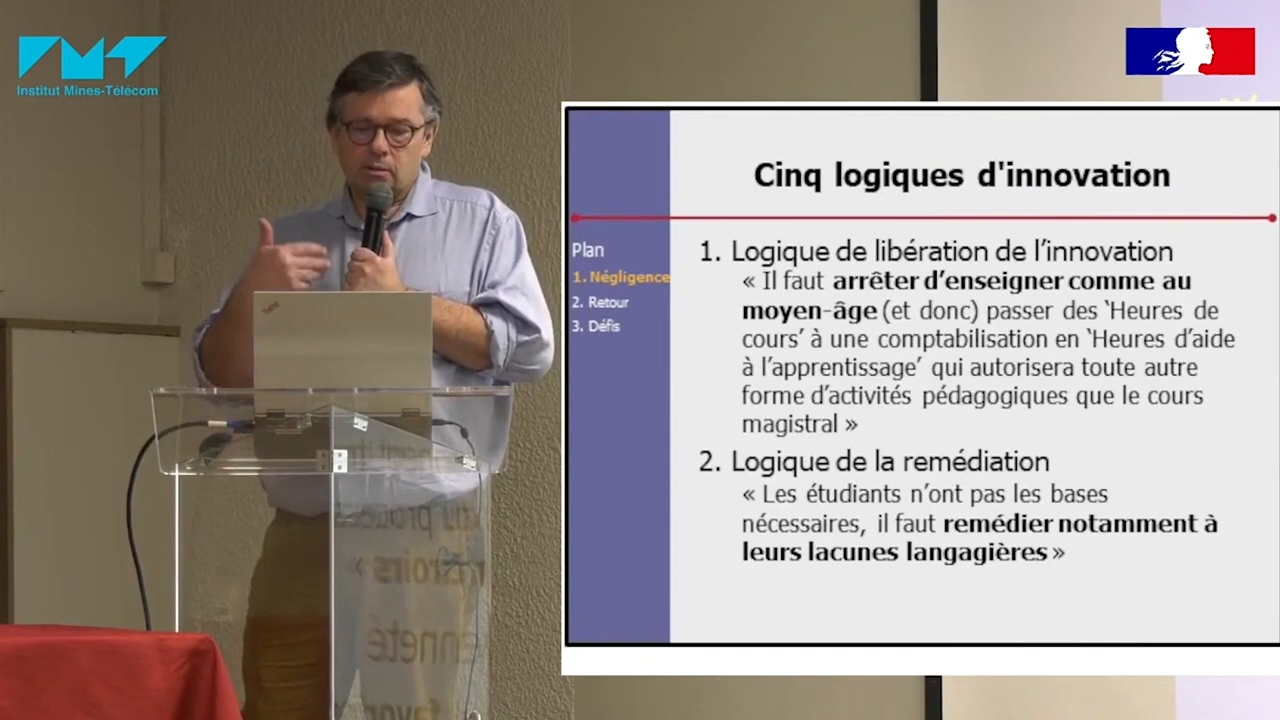 Institut Mines-Télécom
Cinq logiques d'innovation
Plan
1. Négligence
2. Retour
3. Défis
1. Logique de libération de l'innovation
« Il faut arrêter d'enseigner comme au
moyen-âge (et donc) passer des 'Heures de
cours' à une comptabilisation en 'Heures d'aide
à l'apprentissage' qui autorisera toute autre
forme d'activités pédagogiques que le cours
magistral »
2. Logique de la remédiation
« Les étudiants n'ont pas les bases
nécessaires, il faut remédier notamment à
leurs lacunes langagières »